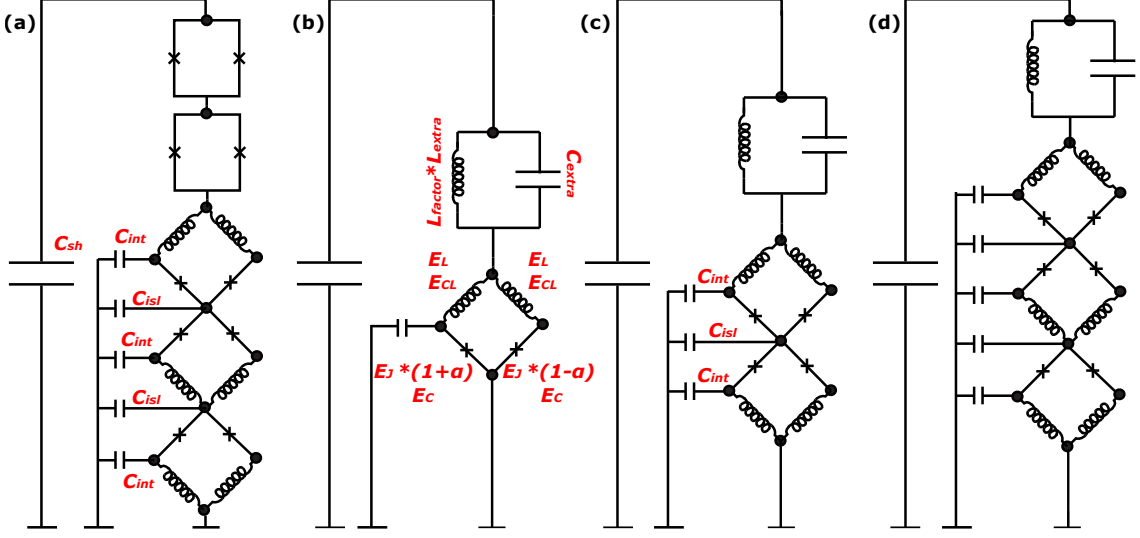 (a)
(b)
(c)
(d)
Csh
Cint
Cisl
Cint
Cisl
Cint
Lfactor*Lextra
Cextra
EL
ECL
EL
ECL
EJ *(1+a)
EC
EJ *(1-a)
EC
Cint
Cisl
Cint